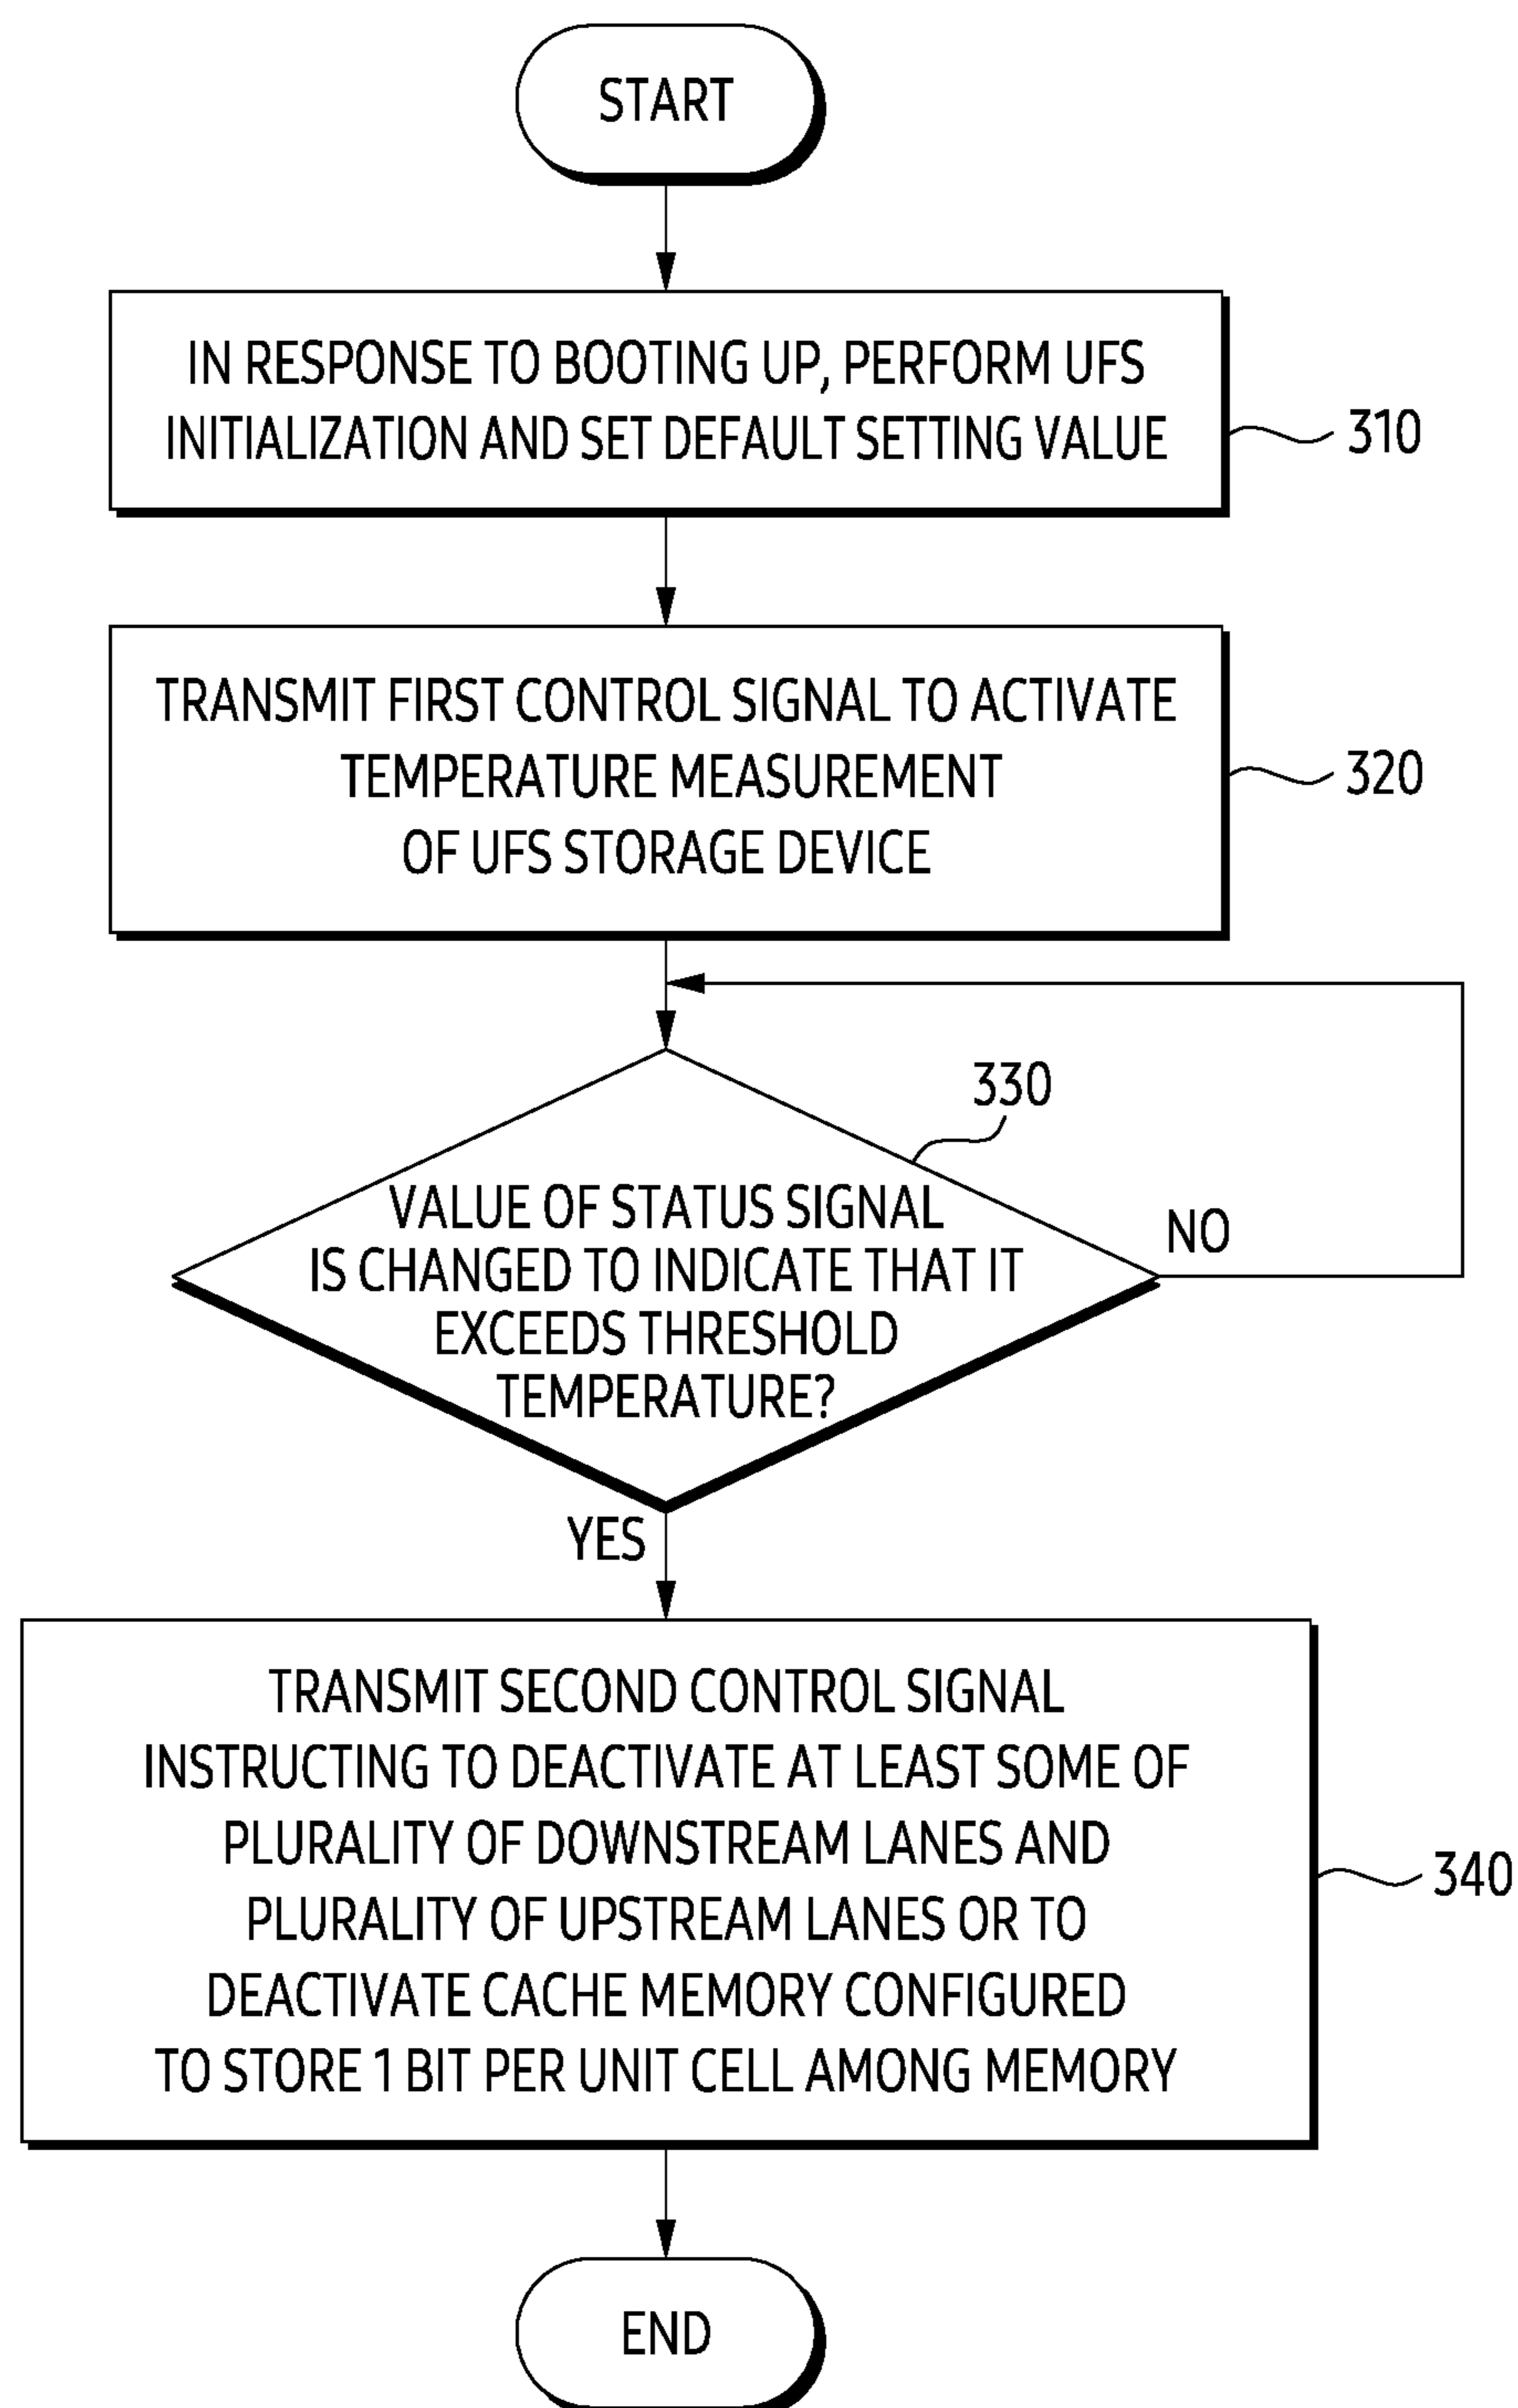 START
IN RESPONSE TO BOOTING UP, PERFORM UFS
INITIALIZATION AND SET DEFAULT SETTING VALUE
310
TRANSMIT FIRST CONTROL SIGNAL TO ACTIVATE
TEMPERATURE MEASUREMENT
OF UFS STORAGE DEVICE
320
330
VALUE OF STATUS SIGNAL
IS CHANGED TO INDICATE THAT IT
EXCEEDS THRESHOLD
TEMPERATURE?
NO
YES
TRANSMIT SECOND CONTROL SIGNAL
INSTRUCTING TO DEACTIVATE AT LEAST SOME OF
PLURALITY OF DOWNSTREAM LANES AND
PLURALITY OF UPSTREAM LANES OR TO
DEACTIVATE CACHE MEMORY CONFIGURED
TO STORE 1 BIT PER UNIT CELL AMONG MEMORY
340
END